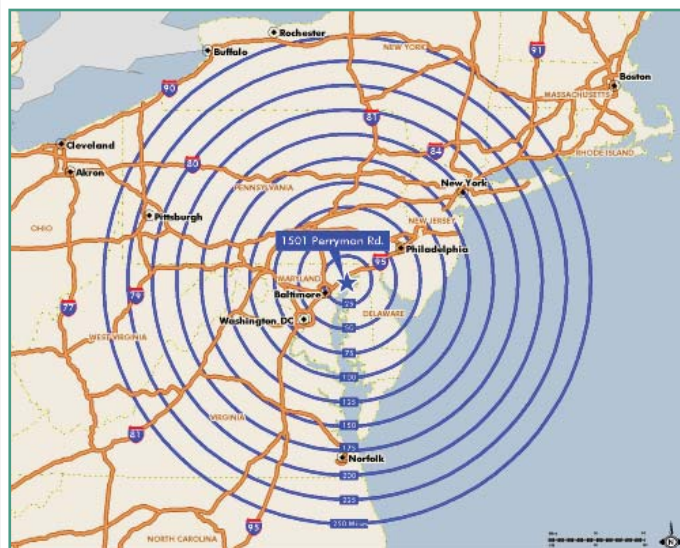 Rochester
NEW YORK
Buffalo
91
Boston
90
MASSACHUSETTS
81
Cleveland
84
RHODE ISLAND
80
Akron
PENNSYLVANIA
New York
OHIO
Pittsburgh
NEW JERSEY
1501 Perryman Rd.
Philadelphia
95
MARYLAND
79
Baltimore
77
25
DELAWARE
Washington DC
50
WEST VIRGINIA
75
100
125
VIRGINIA
150
81
175
Norfolk
200
225
95
250 Miles
NORTH CAROLINA
N